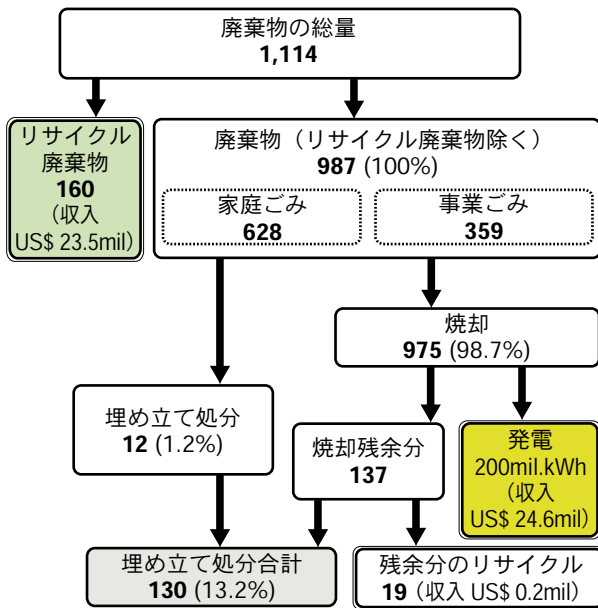 廃棄物の総量
1,114
リサイクル
廃棄物
160
(収入
US$ 23.5mil)
廃棄物(リサイクル廃棄物除く)
987 (100%)
家庭ごみ
628
事業ごみ
359
焼却
975 (98.7%)
埋め立て処分
12 (1.2%)
焼却残余分
137
発電
200mil.kWh
(収入
US$ 24.6mil)
埋め立て処分合計
130 (13.2%)
残余分のリサイクル
19(収入 US$ 0.2mil)